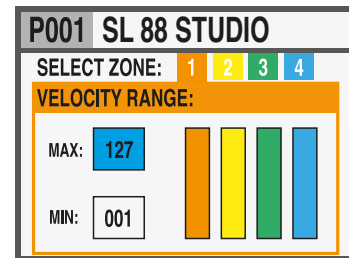 P001 SL 88 STUDIO
SELECT ZONE: 1 2 3 4
VELOCITY RANGE:
MAX: 127
MIN: 001